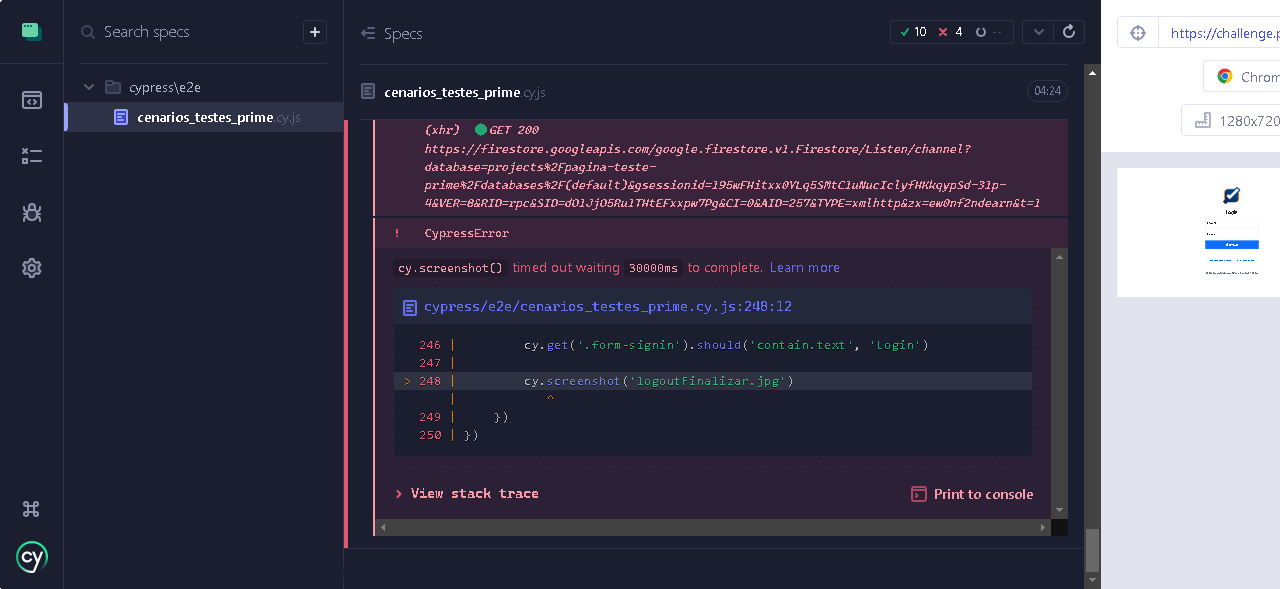 Search specs
+
Specs
10 4 --
https://challenge.p
cypress\e2e
cenarios_testes_prime.cy.js
cenarios_testes_prime.cy.js
04:24
Chrom
1280x720
(xhr) GET 200
https://firestore.googleapis.com/google.firestore.v1.Firestore/Listen/channel?
database=projects%2Fpagina-teste-
prime%2Fdatabases%2F(default)&gsessionid=195wFHitxx0YLq5SMtCluNucIclyfHKkqypSd-3lp-
4&VER=8&RID=rpc&SID=dO1JjO5RulTHtEFxxpw7Pg&CI=0&AID=257&TYPE=xmlhttp&zx=ew0nf2ndearn&t=1
! CypressError
cy.screenshot() timed out waiting 30000ms to complete. Learn more
cypress/e2e/cenarios_testes_prime.cy.js:248:12
246 | cy.get('.form-signin').should('contain.text', 'Login')
247 |
> 248 | cy.screenshot('logoutFinalizar.jpg')
| ^
249 | })
250 | })
> View stack trace
Print to console
cy
Login